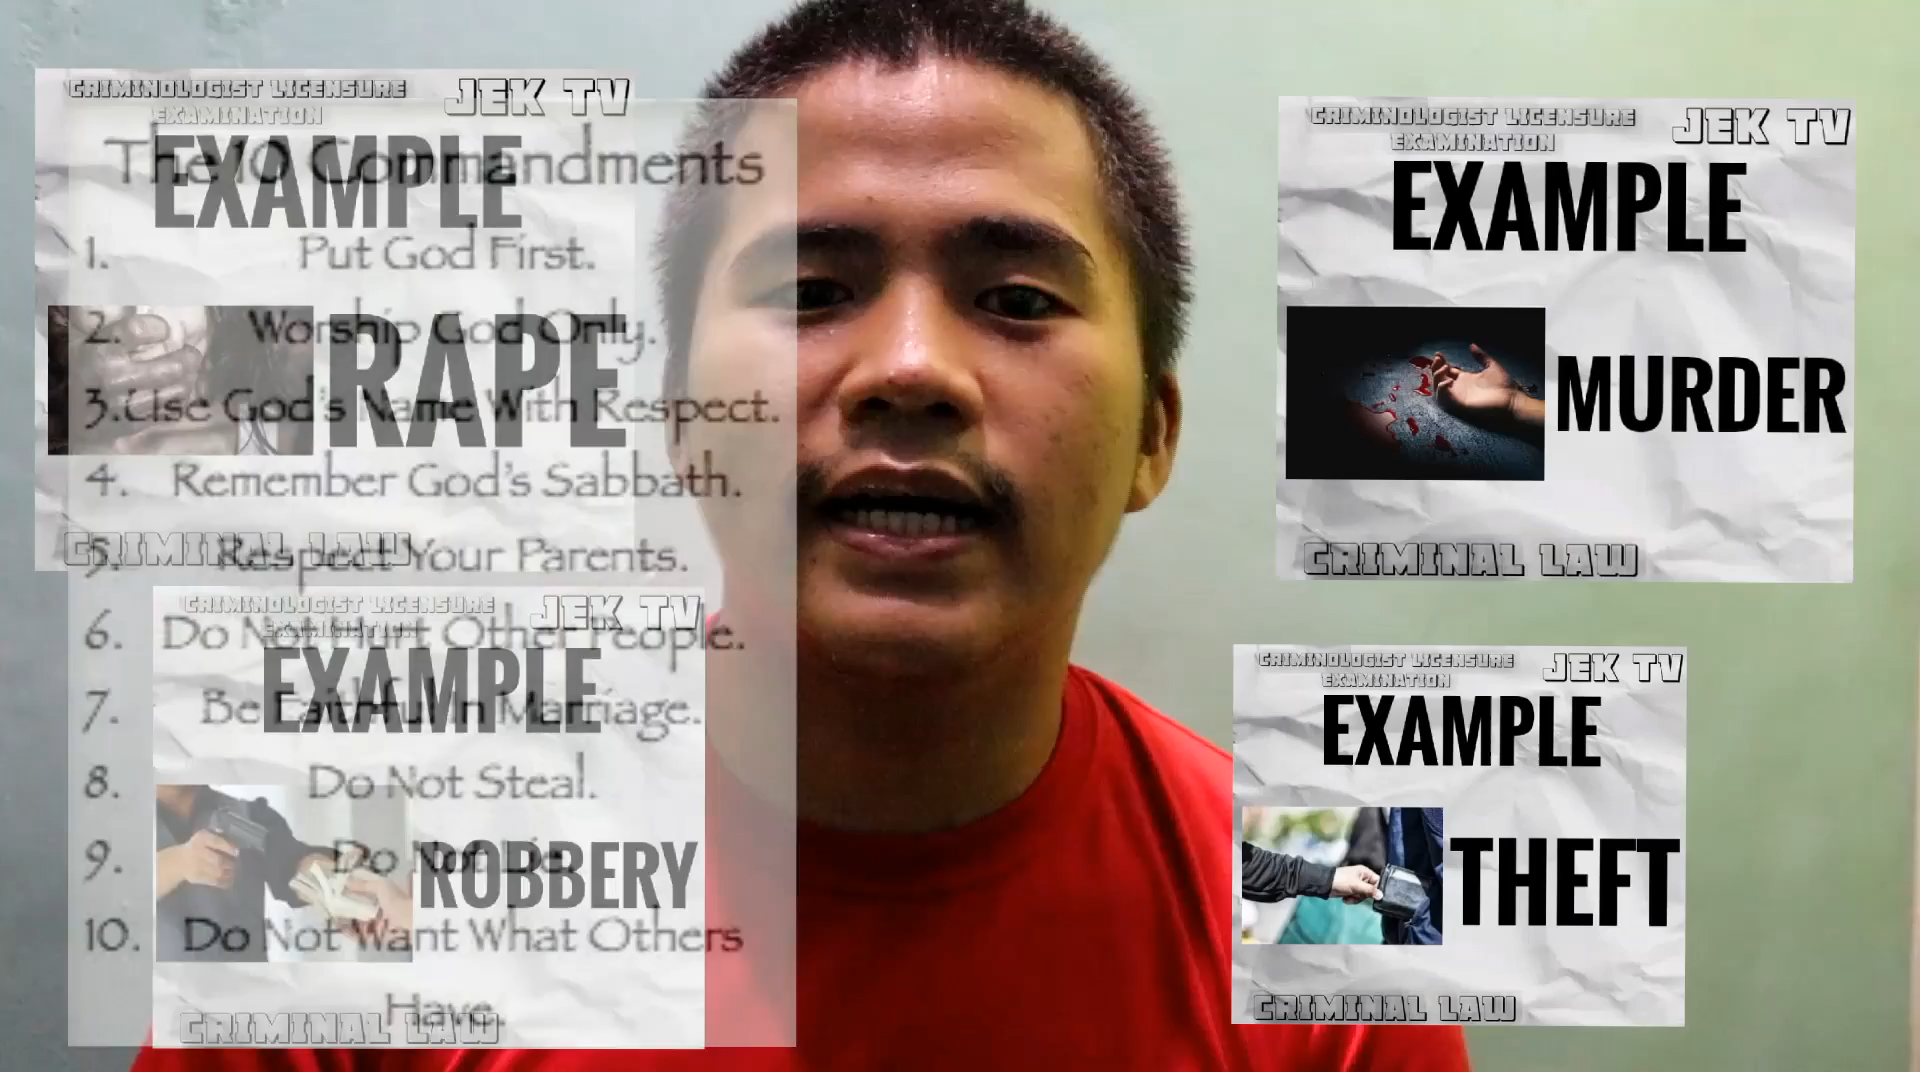 CRIMINOLOGIST LICENSURE
EXAMINATION
JEK TV
EXAMPLE
RAPE
CRIMINAL LAW
The 10 Commandments
1. Put God First.
2. Worship God Only.
3.Use God's Name With Respect.
4. Remember God's Sabbath.
5. Respect Your Parents.
6. Do Not Hurt Other People.
7. Be Faithful In Marriage.
8. Do Not Steal.
9. Do Not Lie.
10. Do Not Want What Others
Have.
CRIMINOLOGIST LICENSURE
EXAMINATION
JEK TV
EXAMPLE
ROBBERY
CRIMINAL LAW
CRIMINOLOGIST LICENSURE
EXAMINATION
JEK TV
EXAMPLE
MURDER
CRIMINAL LAW
CRIMINOLOGIST LICENSURE
EXAMINATION
JEK TV
EXAMPLE
THEFT
CRIMINAL LAW